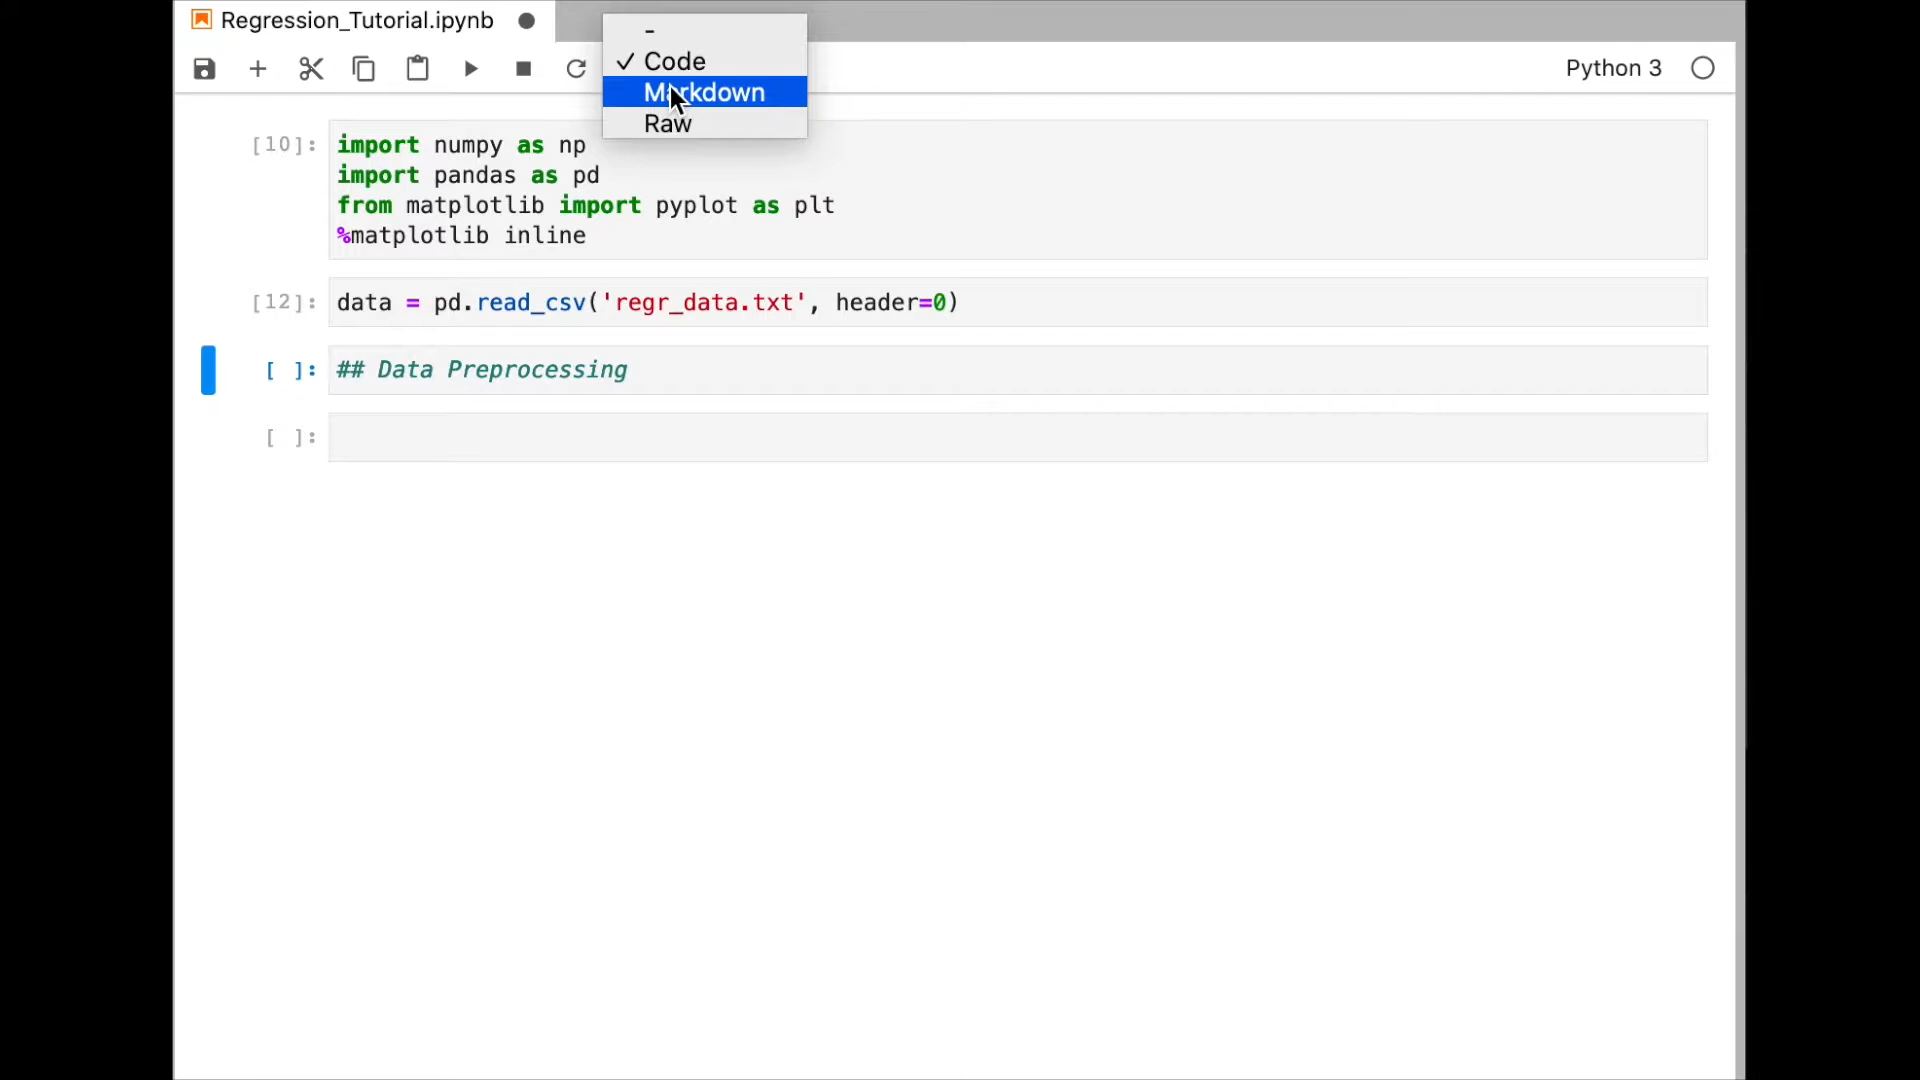 Regression_Tutorial.ipynb
-
✓ Code
Markdown
Raw
Python 3
[10]: import numpy as np
import pandas as pd
from matplotlib import pyplot as plt
%matplotlib inline
[12]: data = pd.read_csv('regr_data.txt', header=0)
[ ]: ## Data Preprocessing
[ ]: